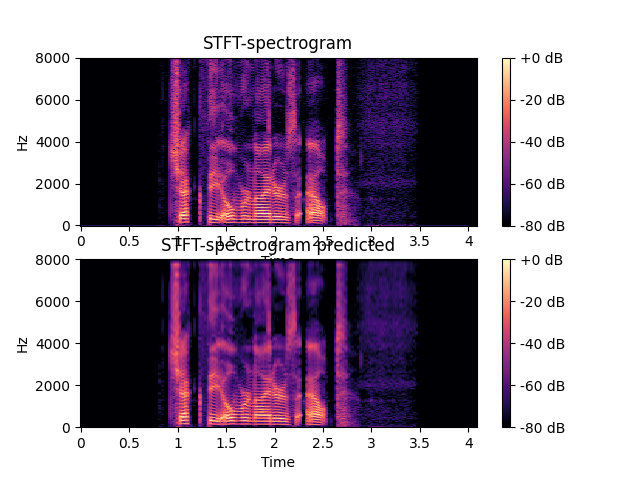 STFT-spectrogram
8000
6000
4000
2000
0
Hz
0 0.5 1 1.5 2 2.5 3 3.5 4
Time
+0 dB
-20 dB
-40 dB
-60 dB
-80 dB
STFT-spectrogram predicted
8000
6000
4000
2000
0
Hz
0 0.5 1 1.5 2 2.5 3 3.5 4
Time
+0 dB
-20 dB
-40 dB
-60 dB
-80 dB